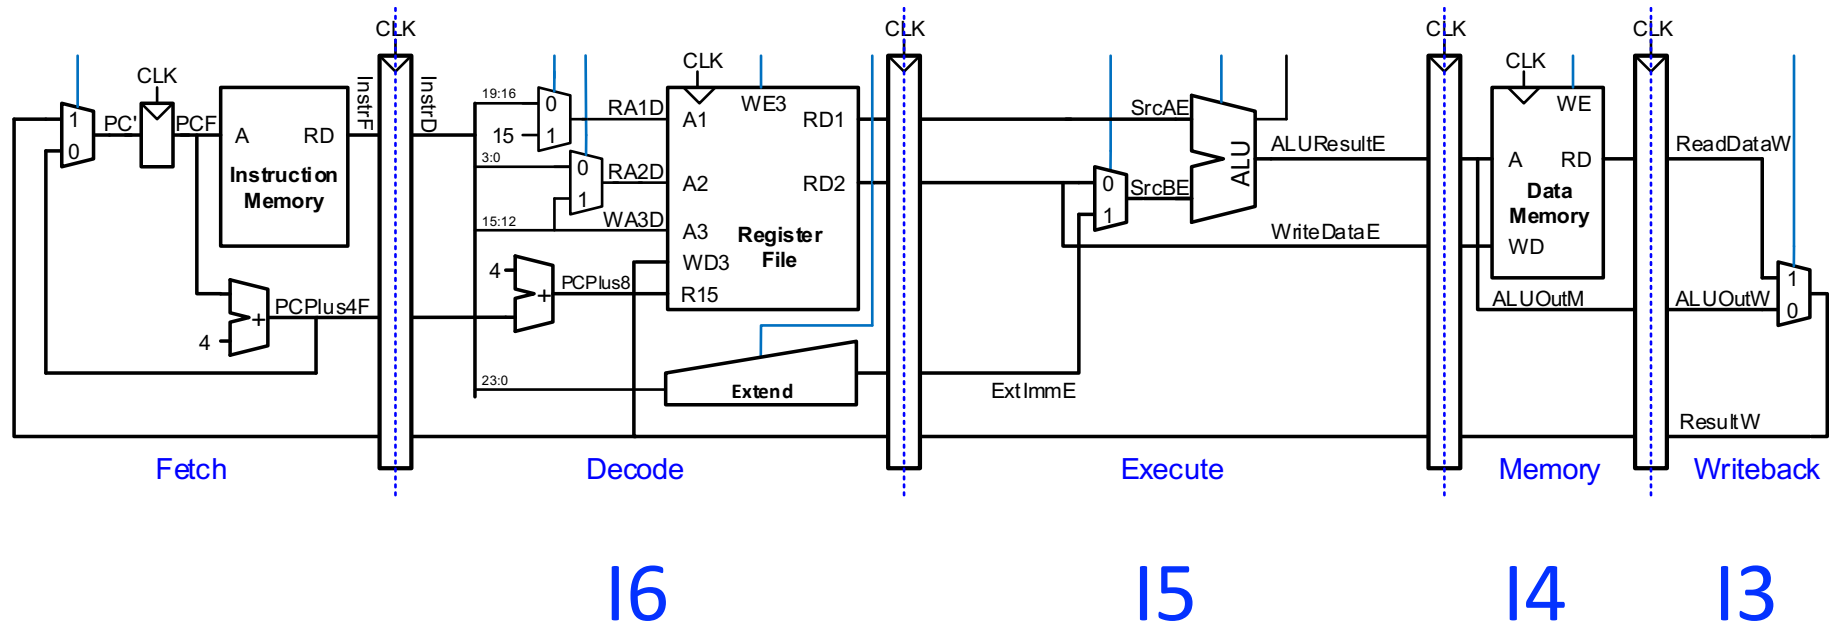 CLK CLK CLK CLK
CLK CLK CLK
1
0
PC'
PCF
A RD
Instruction
Memory
InstrF
InstrD
PCPlus4F
+
4
19:16
0
15
1
RA1D
3:0
0
1
RA2D
15:12
WA3D
4
+
PCPlus8
A1
WE3
RD1
A2
RD2
A3
Register
File
WD3
R15
Extend
23:0
SrcAE
0
1
SrcBE
ALU
ALUResultE
WriteDataE
ExtImmE
WE
A RD
Data
Memory
WD
ALUOutM
ReadDataW
ALUOutW
1
0
ResultW
Fetch Decode Execute Memory Writeback
I6 I5 I4 I3